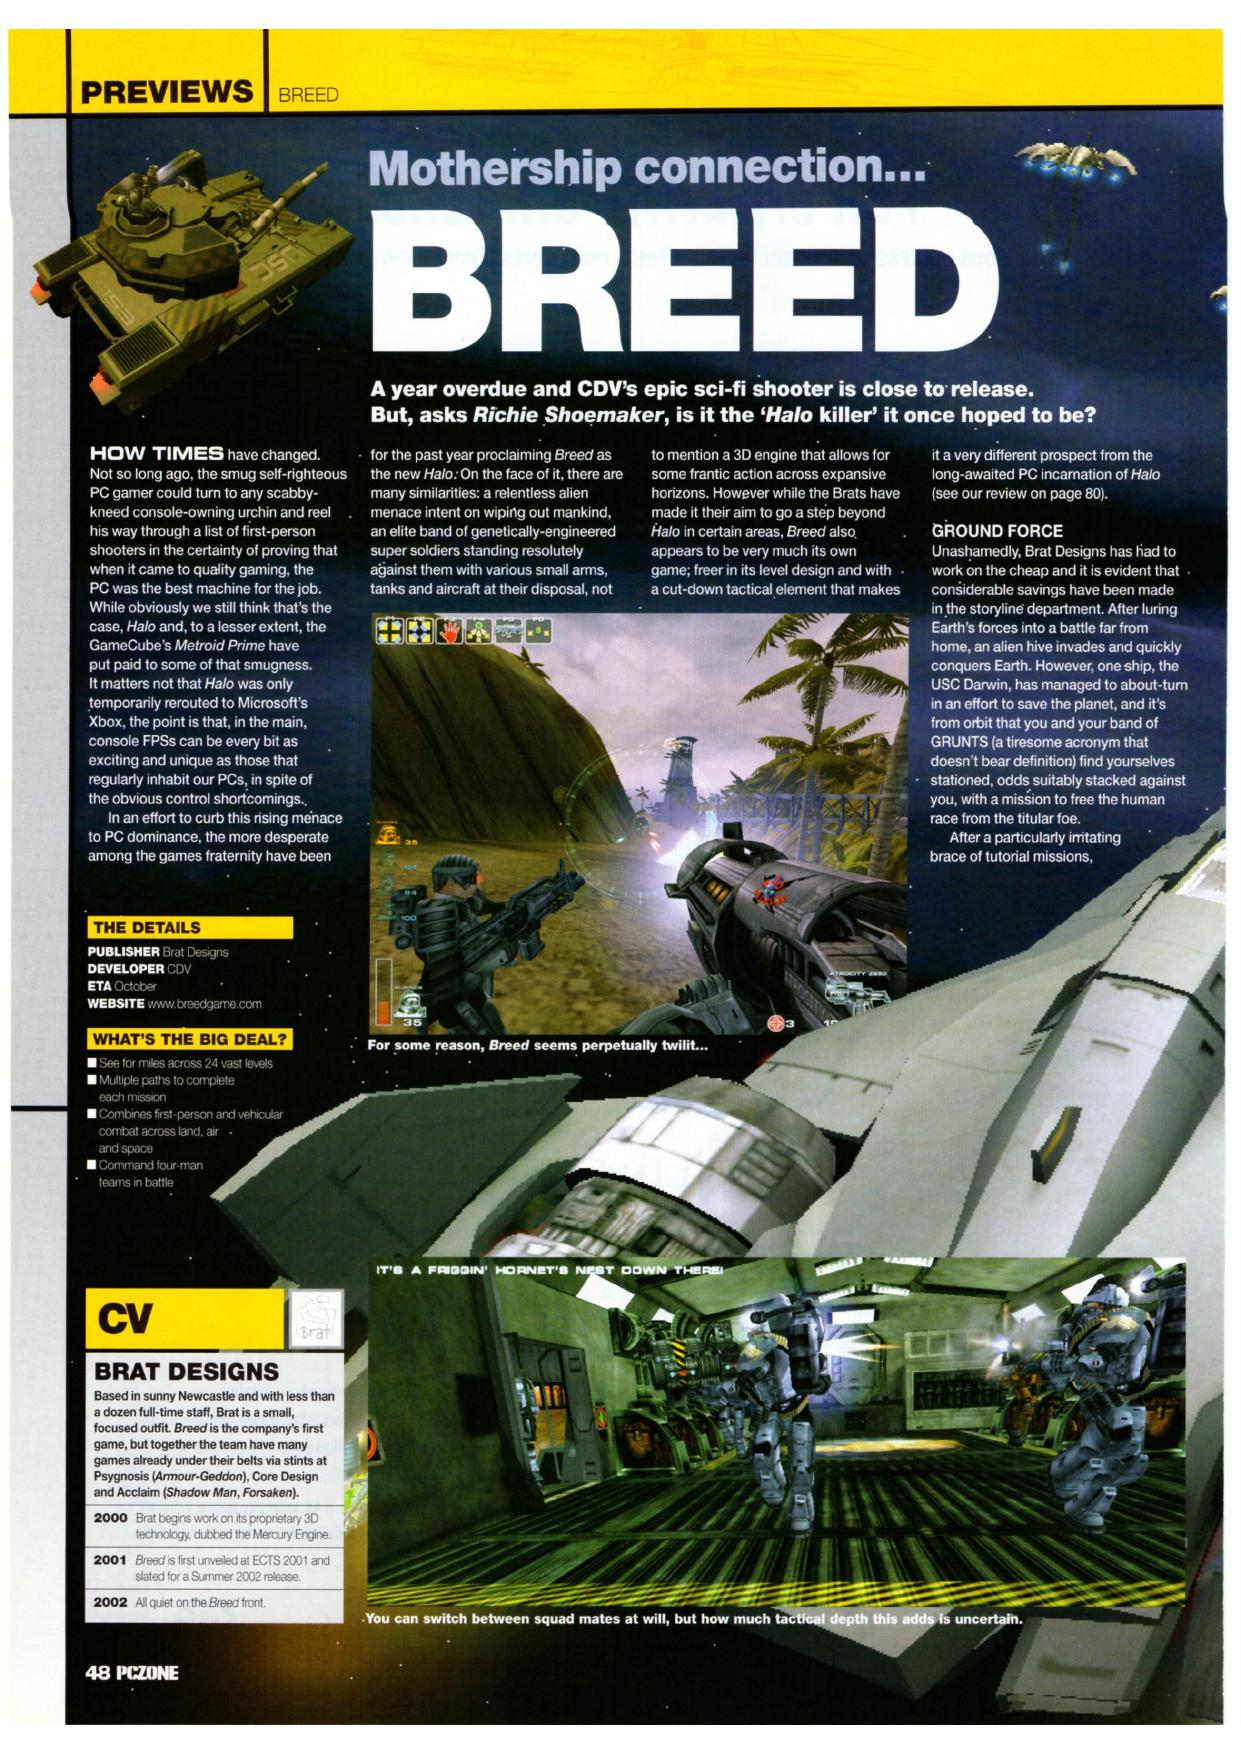 PREVIEWS
BREED
Mothership connection...
BREED
A year overdue and CDV's epic sci-fi shooter is close to release.
But, asks Richie Shoemaker, is it the 'Halo killer' it once hoped to be?
HOW TIMES have changed.
Not so long ago, the smug self-righteous
PC gamer could turn to any scabby-
kneed console-owning urchin and reel
his way through a list of first-person
shooters in the certainty of proving that
when it came to quality gaming, the
PC was the best machine for the job.
While obviously we still think that's the
case, Halo and, to a lesser extent, the
GameCube's Metroid Prime have
put paid to some of that smugness.
It matters not that Halo was only
temporarily rerouted to Microsoft's
Xbox, the point is that, in the main,
console FPSs can be every bit as
exciting and unique as those that
regularly inhabit our PCs, in spite of
the obvious control shortcomings.
In an effort to curb this rising menace
to PC dominance, the more desperate
among the games fraternity have been
for the past year proclaiming Breed as
the new Halo. On the face of it, there are
many similarities: a relentless alien
menace intent on wiping out mankind,
an elite band of genetically-engineered
super soldiers standing resolutely
against them with various small arms,
tanks and aircraft at their disposal, not
to mention a 3D engine that allows for
some frantic action across expansive
horizons. However while the Brats have
made it their aim to go a step beyond
Halo in certain areas, Breed also
appears to be very much its own
game; freer in its level design and with
a cut-down tactical element that makes
it a very different prospect from the
long-awaited PC incarnation of Halo
(see our review on page 80).
GROUND FORCE
Unashamedly, Brat Designs has had to
work on the cheap and it is evident that
considerable savings have been made
in the storyline department. After luring
Earth's forces into a battle far from
home, an alien hive invades and quickly
conquers Earth. However, one ship, the
USC Darwin, has managed to about-turn
in an effort to save the planet, and it's
from orbit that you and your band of
GRUNTS (a tiresome acronym that
doesn't bear definition) find yourselves
stationed, odds suitably stacked against
you, with a mission to free the human
race from the titular foe.
After a particularly irritating
brace of tutorial missions,
35
84
100
35
ATROCITY ZE80
3
For some reason, Breed seems perpetually twilit...
THE DETAILS
PUBLISHER Brat Designs
DEVELOPER CDV
ETA October
WEBSITE www.breedgame.com
WHAT'S THE BIG DEAL?
See for miles across 24 vast levels
Multiple paths to complete
each mission
Combines first-person and vehicular
combat across land, air
and space
Command four-man
teams in battle
IT'S A FRIGGIN' HORNET'S NEST DOWN THERE!
You can switch between squad mates at will, but how much tactical depth this adds is uncertain.
CV
Brat
BRAT DESIGNS
Based in sunny Newcastle and with less than
a dozen full-time staff, Brat is a small,
focused outfit. Breed is the company's first
game, but together the team have many
games already under their belts via stints at
Psygnosis (Armour-Geddon), Core Design
and Acclaim (Shadow Man, Forsaken).
2000 Brat begins work on its proprietary 3D
technology, dubbed the Mercury Engine.
2001 Breed is first unveiled at ECTS 2001 and
slated for a Summer 2002 release.
2002 All quiet on the Breed front.
48 PCZONE